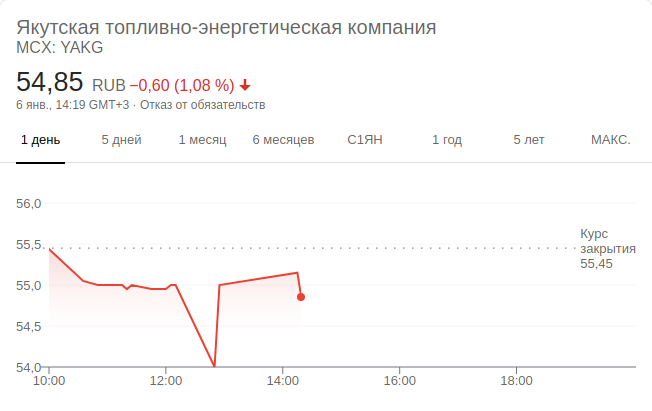 Якутская топливно-энергетическая компания
MCX: YAKG
54,85 RUB −0,60 (1,08 %)
6 янв., 14:19 GMT+3 · Отказ от обязательств
1 день 5 дней 1 месяц 6 месяцев С1ЯН 1 год 5 лет МАКС.
56,0
Курс
55,5
закрытия
55,45
55,0
54,5
54,0
10:00 12:00 14:00 16:00 18:00